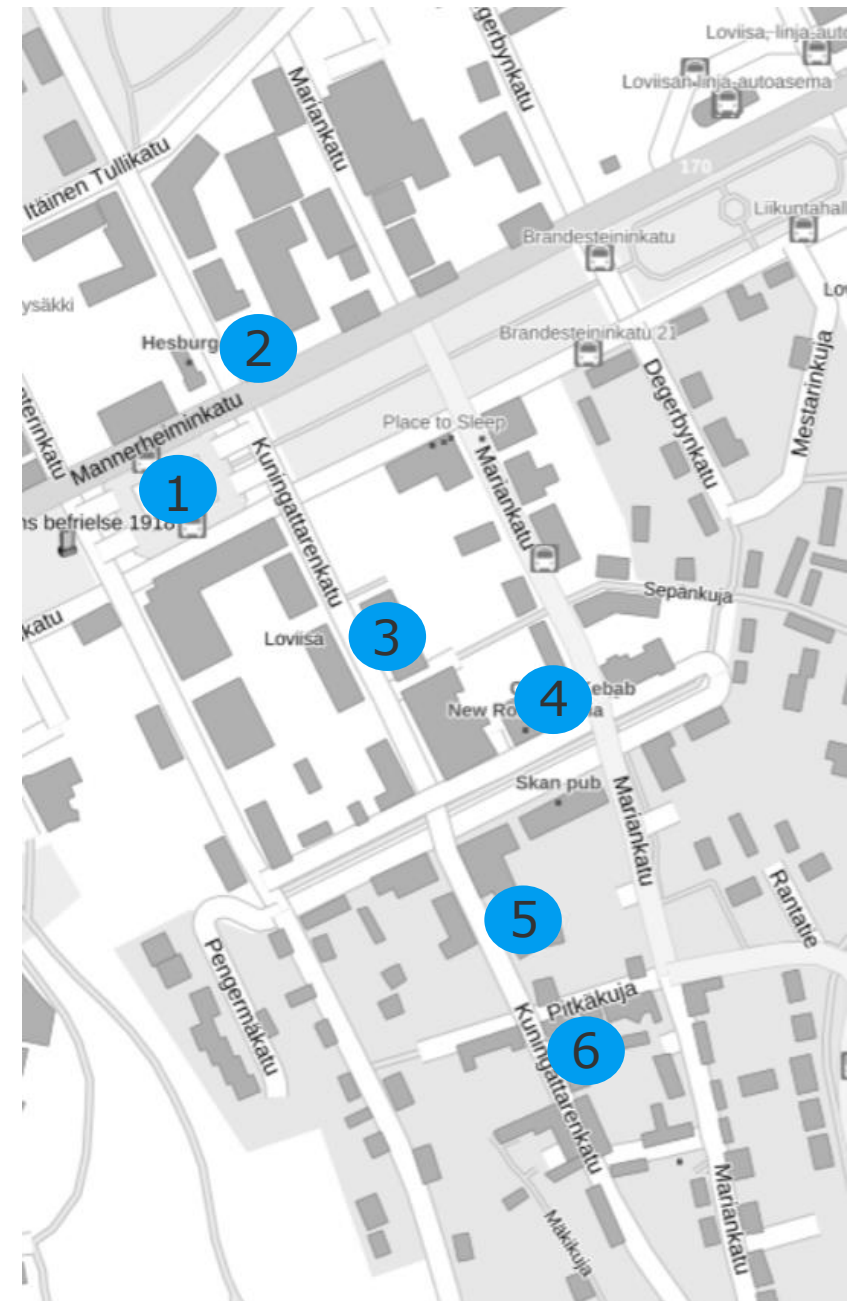 Loviisa, linja-auto
Loviisan linja-autoasema
Degerbynkatu
Mariankatu
Itäinen Tullikatu
170
Liikuntahall
Brandesteininkatu
ysäkki
Lov
Hesburg
2
Brandesteininkatu 21
Mestarinkuja
Degerbynkatu
Mannerheiminkatu
Place to Sleep
Kuningattarenkatu
Mariankatu
1
ns befrielse 1918
Sepänkuja
katu
3
Loviisa
4
Kebab
New Ro
Skan pub
Mariankatu
Rantatie
5
Pengermäkatu
Pitkäkuja
6
Kuningattarenkatu
Mariankatu
Mäkikuja